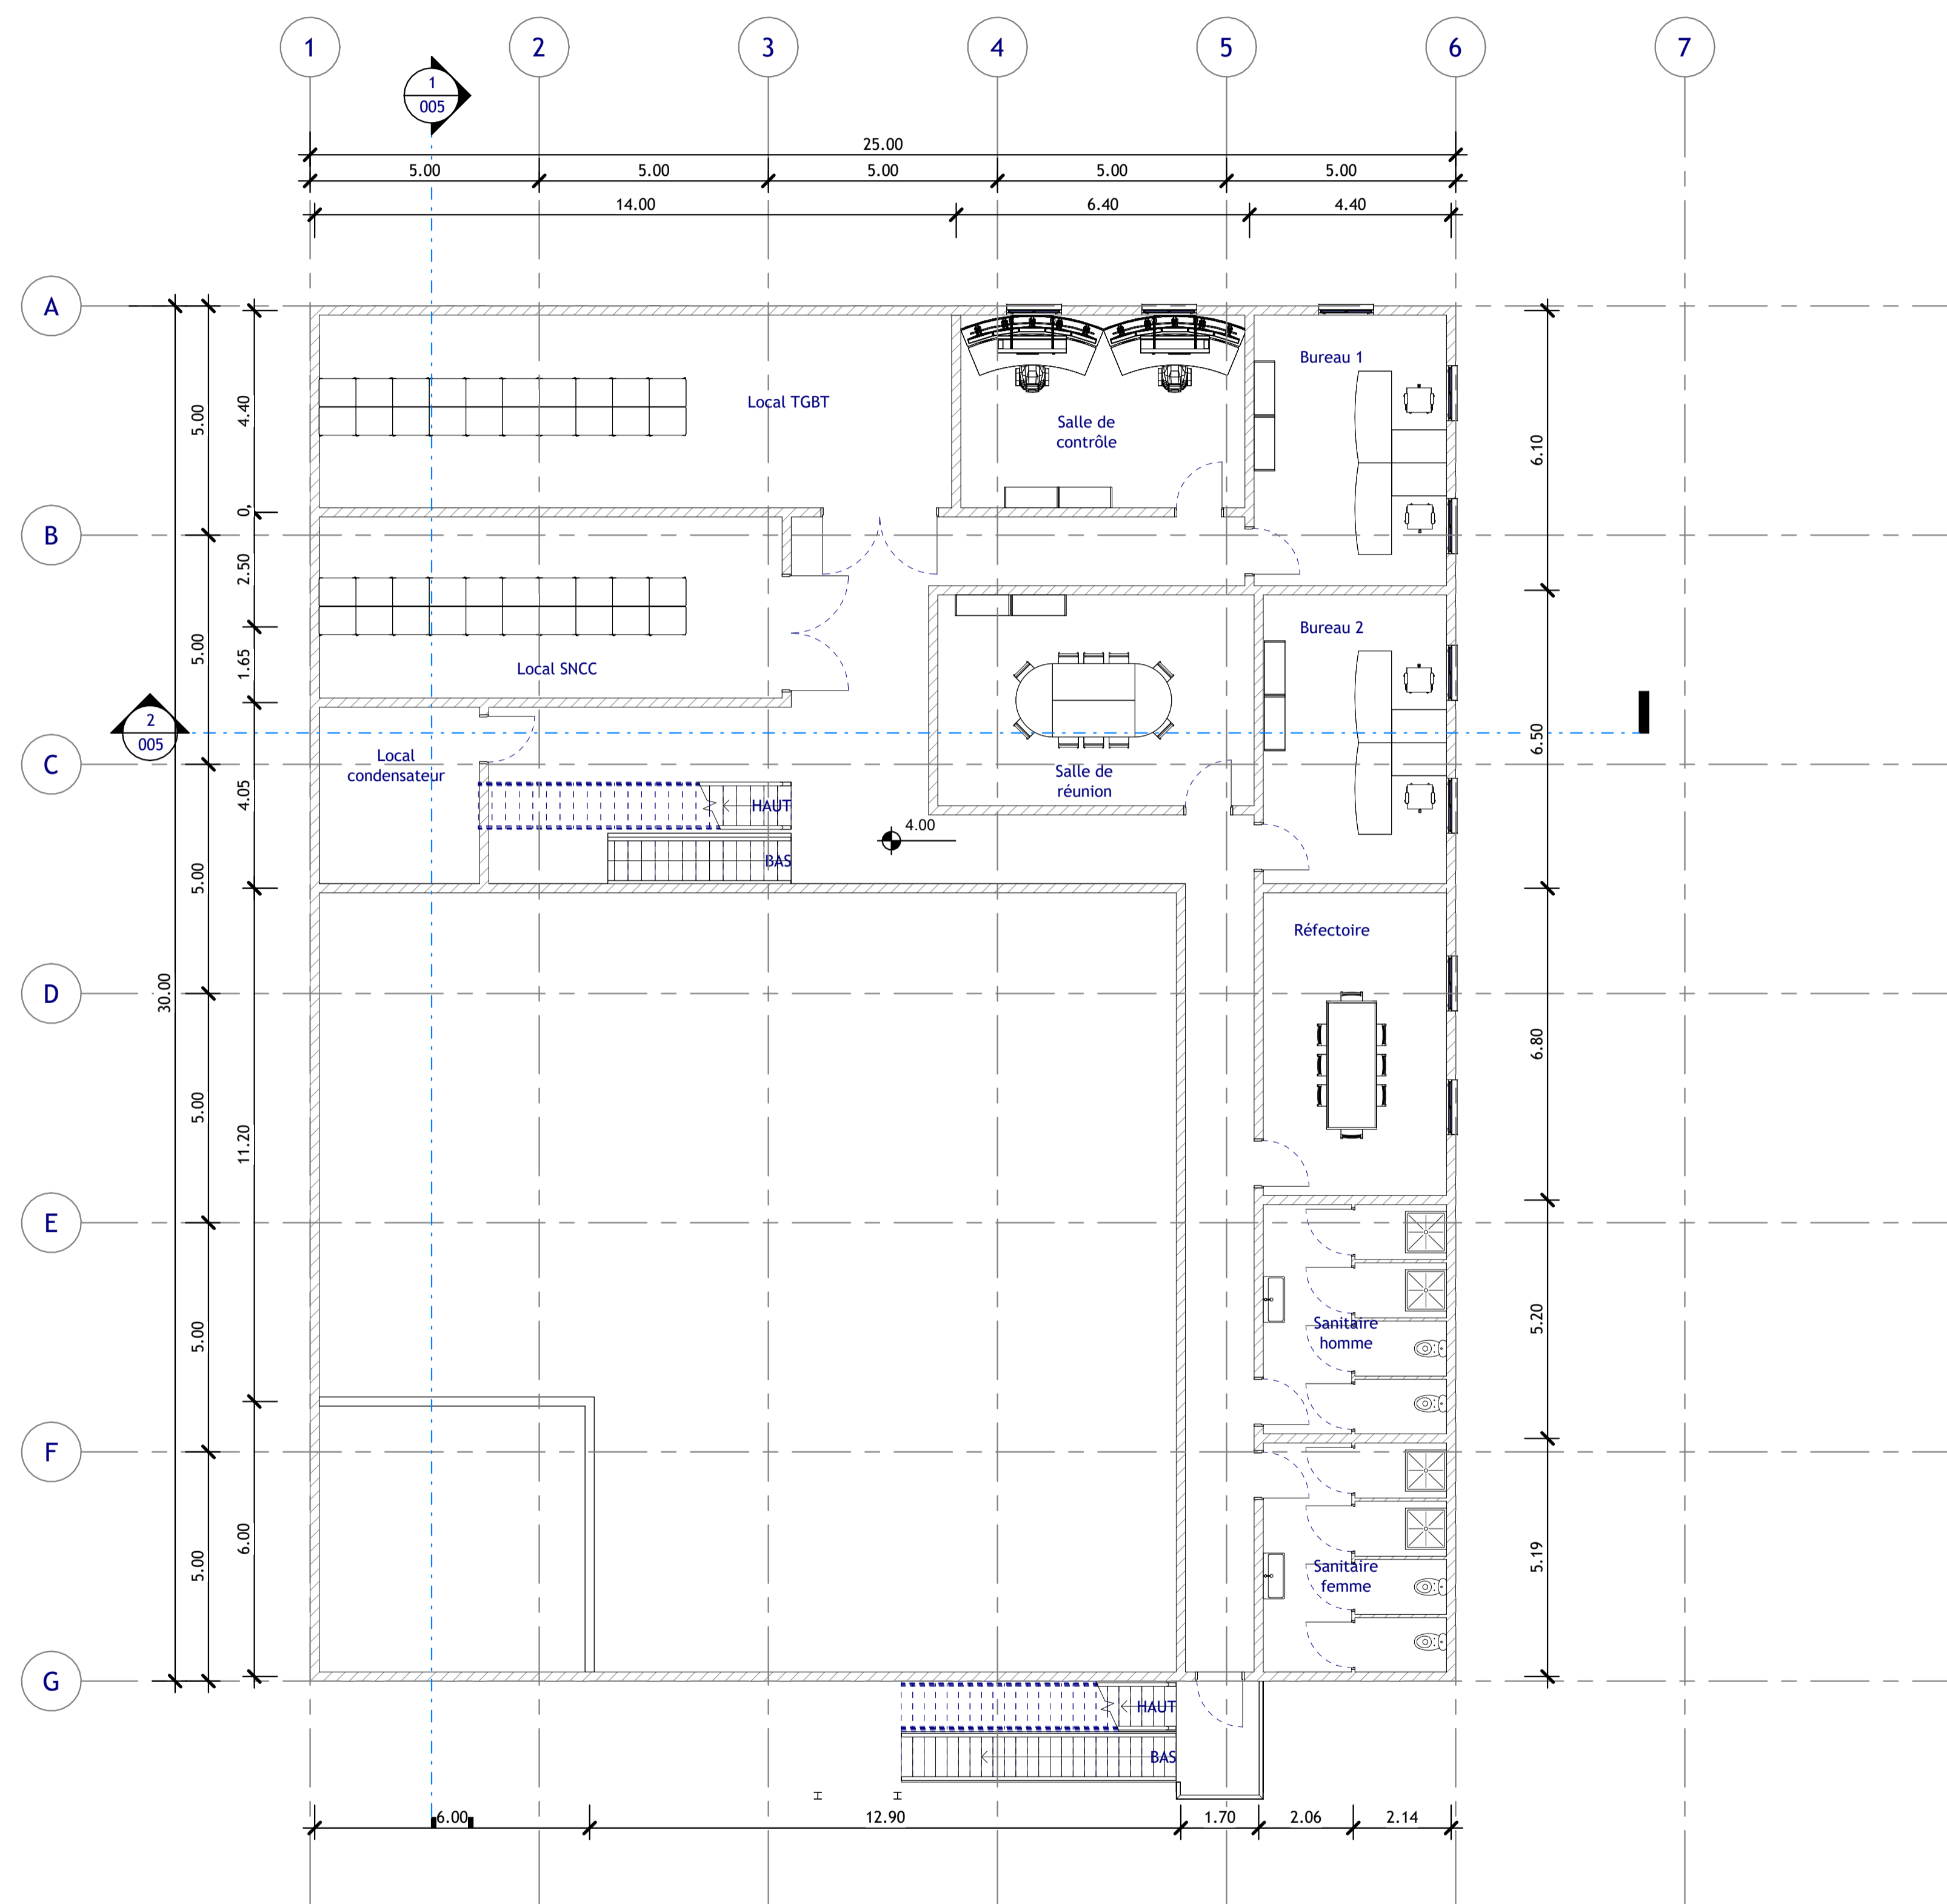 1 2 3 4 5 6 7
1
005
25.00
5.00 5.00 5.00 5.00 5.00
14.00 6.40 4.40
A
Bureau 1
Local TGBT
Salle de
contrôle
5.00
4.40
6.10
0,
B
2.50
Bureau 2
5.00
1.65
Local SNCC
2
005
6.50
C
Local
condensateur
Salle de
réunion
4.05
HAUT
4.00
BAS
5.00
Réfectoire
D
30.00
6.80
5.00
11.20
E
5.20
Sanitaire
homme
5.00
F
6.00
5.00
5.19
Sanitaire
femme
G
HAUT
BAS
H H
6.00 12.90 1.70 2.06 2.14